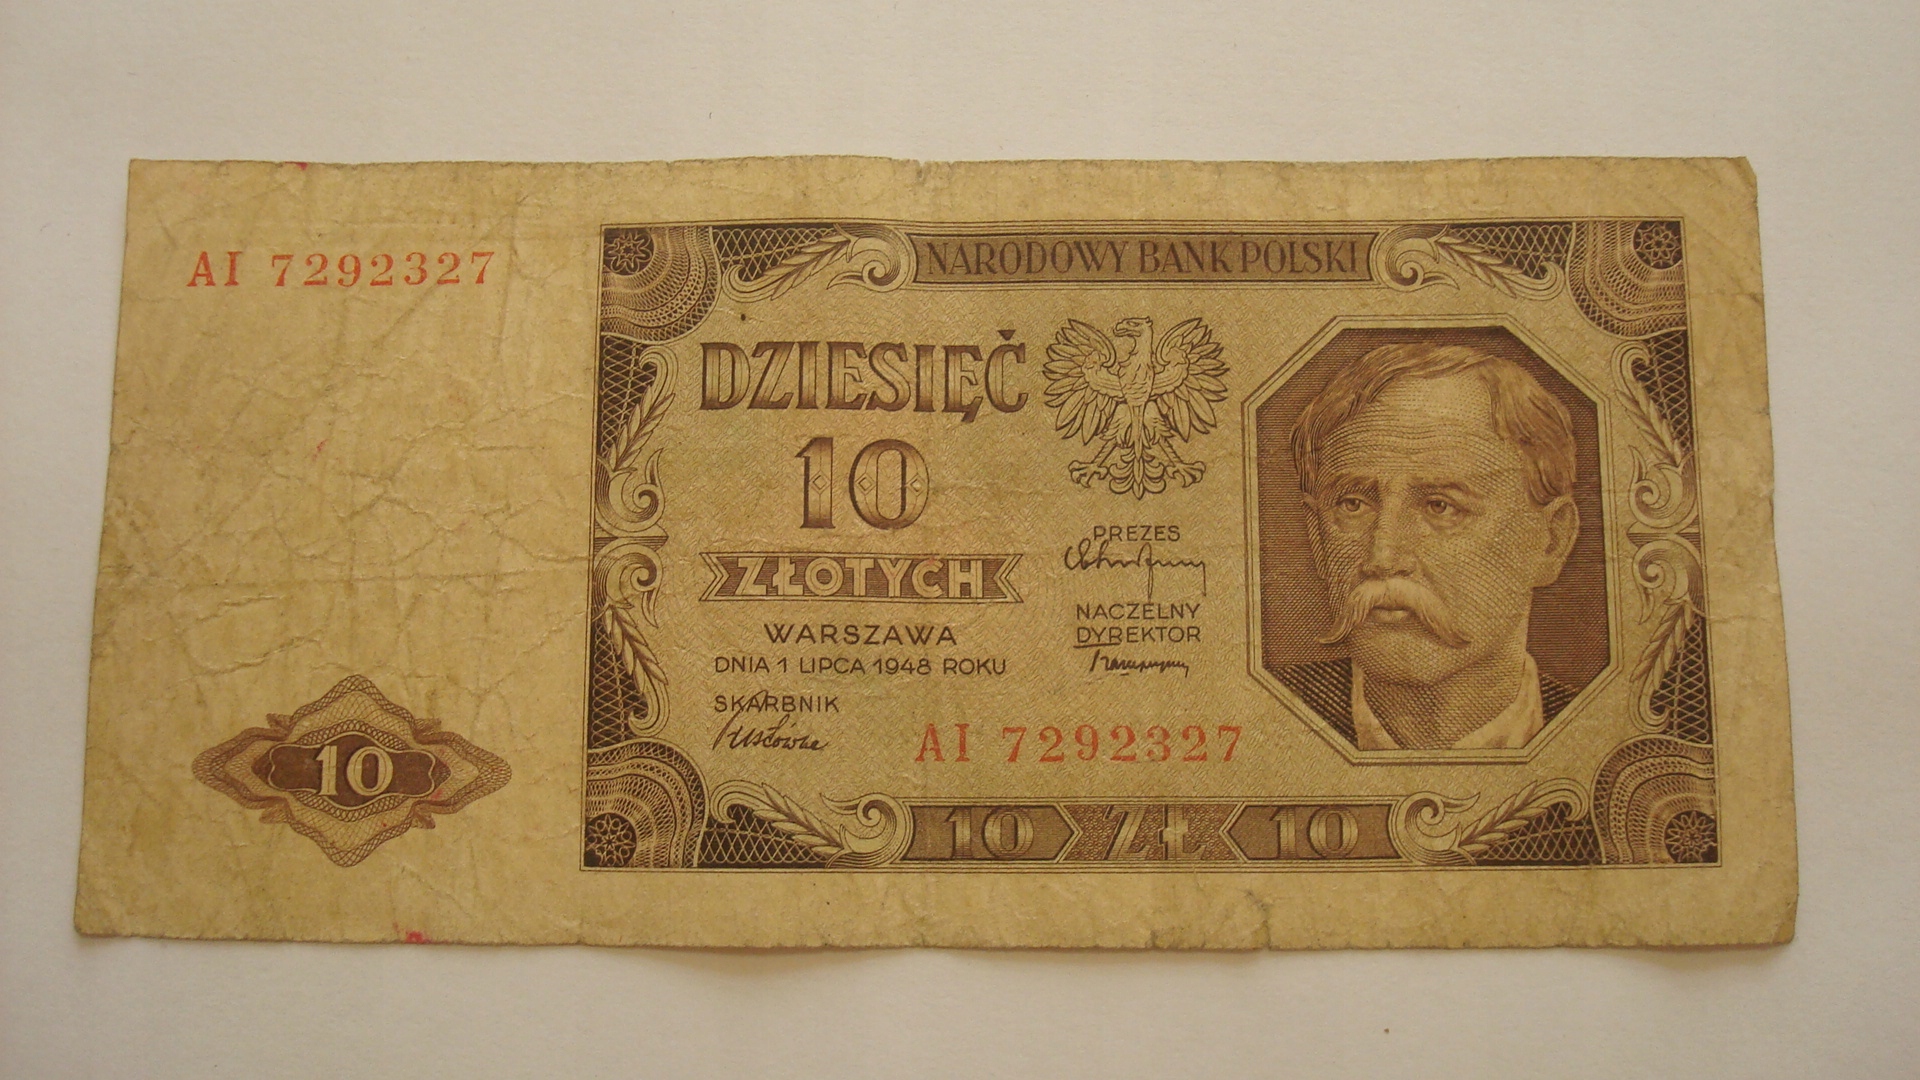 AI 7292327
NARODOWY BANK POLSKI
DZIESIĘĆ
10
ZŁOTYCH
WARSZAWA
DNIA 1 LIPCA 1948 ROKU
SKARBNIK
PREZES
NACZELNY
DYREKTOR
AI 7292327
10
10 ZŁ 10